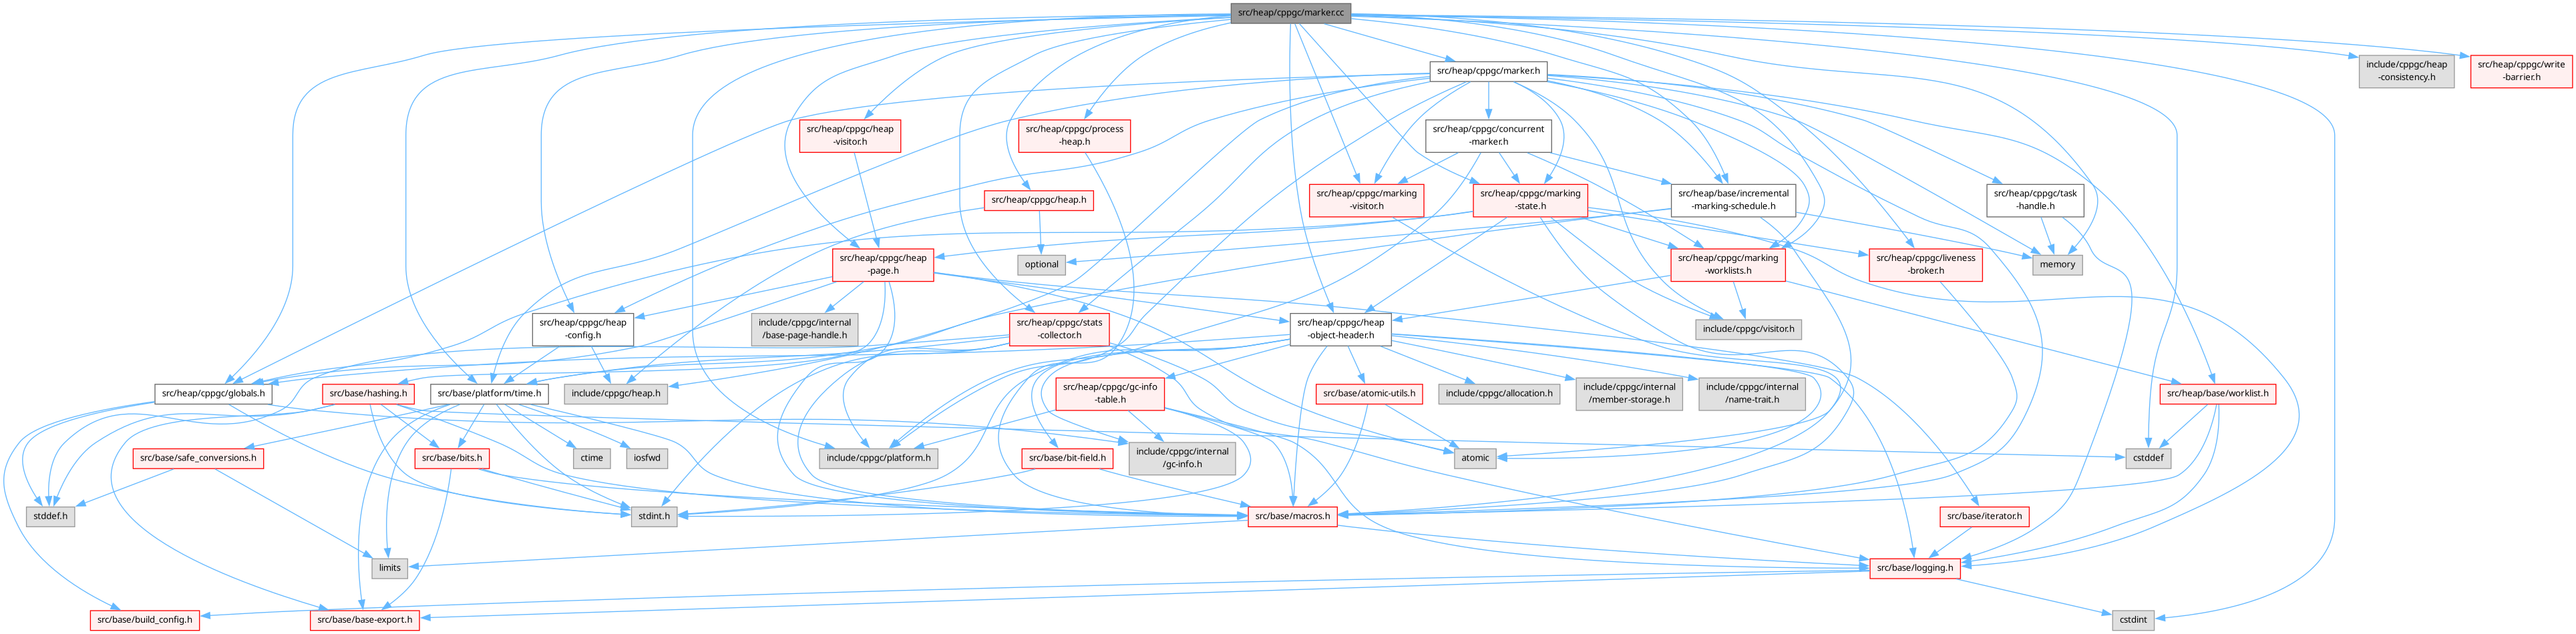 src/heap/cppgc/marker.cc
include/cppgc/heap
-consistency.h
src/heap/cppgc/write
-barrier.h
src/heap/cppgc/marker.h
src/heap/cppgc/heap
-visitor.h
src/heap/cppgc/process
-heap.h
src/heap/cppgc/concurrent
-marker.h
src/heap/cppgc/heap.h
src/heap/cppgc/marking
-visitor.h
src/heap/cppgc/marking
-state.h
src/heap/base/incremental
-marking-schedule.h
src/heap/cppgc/task
-handle.h
src/heap/cppgc/heap
-page.h
optional
src/heap/cppgc/marking
-worklists.h
src/heap/cppgc/liveness
-broker.h
memory
src/heap/cppgc/heap
-config.h
include/cppgc/internal
/base-page-handle.h
src/heap/cppgc/stats
-collector.h
src/heap/cppgc/heap
-object-header.h
include/cppgc/visitor.h
src/heap/cppgc/globals.h
src/base/hashing.h
src/base/platform/time.h
include/cppgc/heap.h
src/heap/cppgc/gc-info
-table.h
src/base/atomic-utils.h
include/cppgc/allocation.h
include/cppgc/internal
/member-storage.h
include/cppgc/internal
/name-trait.h
src/heap/base/worklist.h
src/base/safe_conversions.h
src/base/bits.h
ctime
iosfwd
include/cppgc/platform.h
src/base/bit-field.h
include/cppgc/internal
/gc-info.h
atomic
cstddef
stddef.h
stdint.h
src/base/macros.h
src/base/iterator.h
limits
src/base/logging.h
src/base/build_config.h
src/base/base-export.h
cstdint